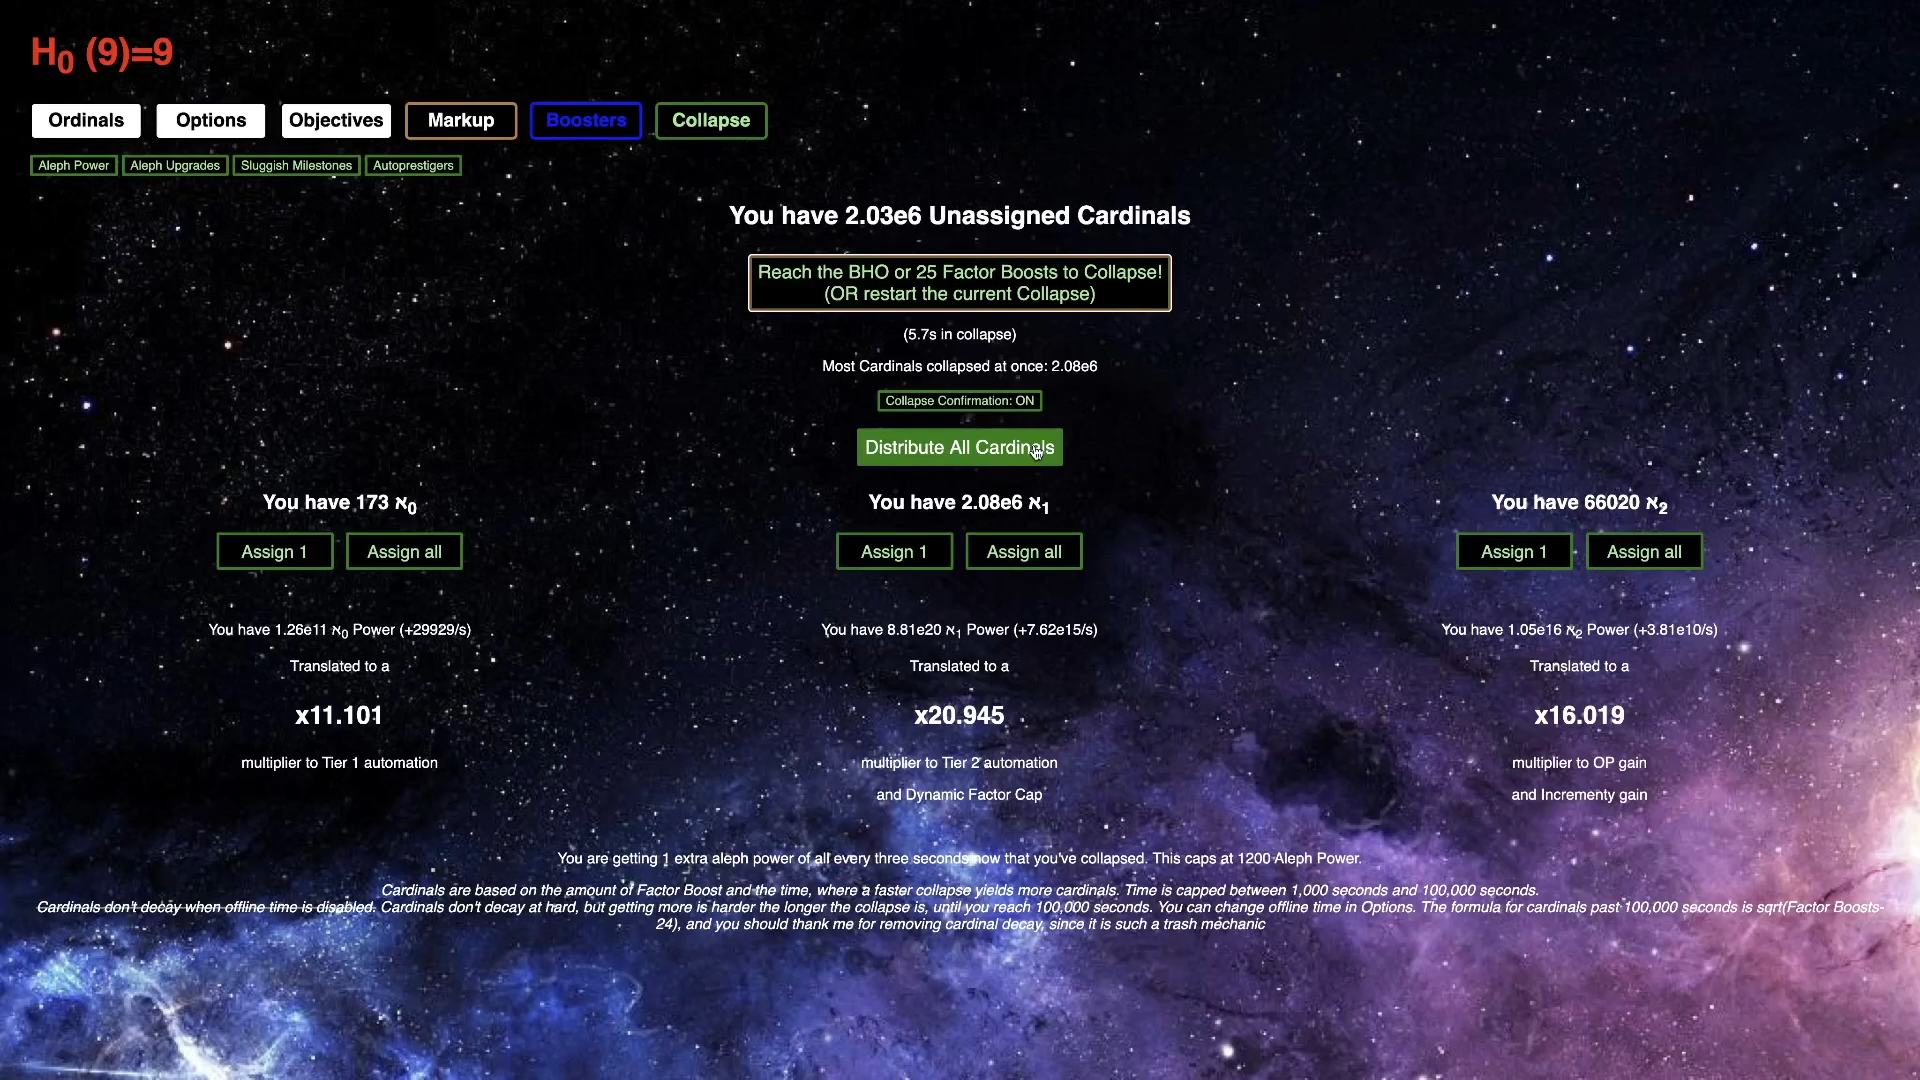 H0 (9)=9
Ordinals Options Objectives Markup Boosters Collapse
Aleph Power Aleph Upgrades Sluggish Milestones Autoprestigers
You have 2.03e6 Unassigned Cardinals
Reach the BHO or 25 Factor Boosts to Collapse!
(OR restart the current Collapse)
(5.7s in collapse)
Most Cardinals collapsed at once: 2.08e6
Collapse Confirmation: ON
Distribute All Cardinals
You have 173 ℵ0
Assign 1 Assign all
You have 1.26e11 ℵ0 Power (+29929/s)
Translated to a
x11.101
multiplier to Tier 1 automation
You have 2.08e6 ℵ1
Assign 1 Assign all
You have 8.81e20 ℵ1 Power (+7.62e15/s)
Translated to a
x20.945
multiplier to Tier 2 automation
and Dynamic Factor Cap
You have 66020 ℵ2
Assign 1 Assign all
You have 1.05e16 ℵ2 Power (+3.81e10/s)
Translated to a
x16.019
multiplier to OP gain
and Incrementy gain
You are getting 1 extra aleph power of all every three seconds now that you've collapsed. This caps at 1200 Aleph Power.
Cardinals are based on the amount of Factor Boost and the time, where a faster collapse yields more cardinals. Time is capped between 1,000 seconds and 100,000 seconds.
Cardinals don't decay when offline time is disabled. Cardinals don't decay at hard, but getting more is harder the longer the collapse is, until you reach 100,000 seconds. You can change offline time in Options. The formula for cardinals past 100,000 seconds is sqrt(Factor Boosts-
24), and you should thank me for removing cardinal decay, since it is such a trash mechanic